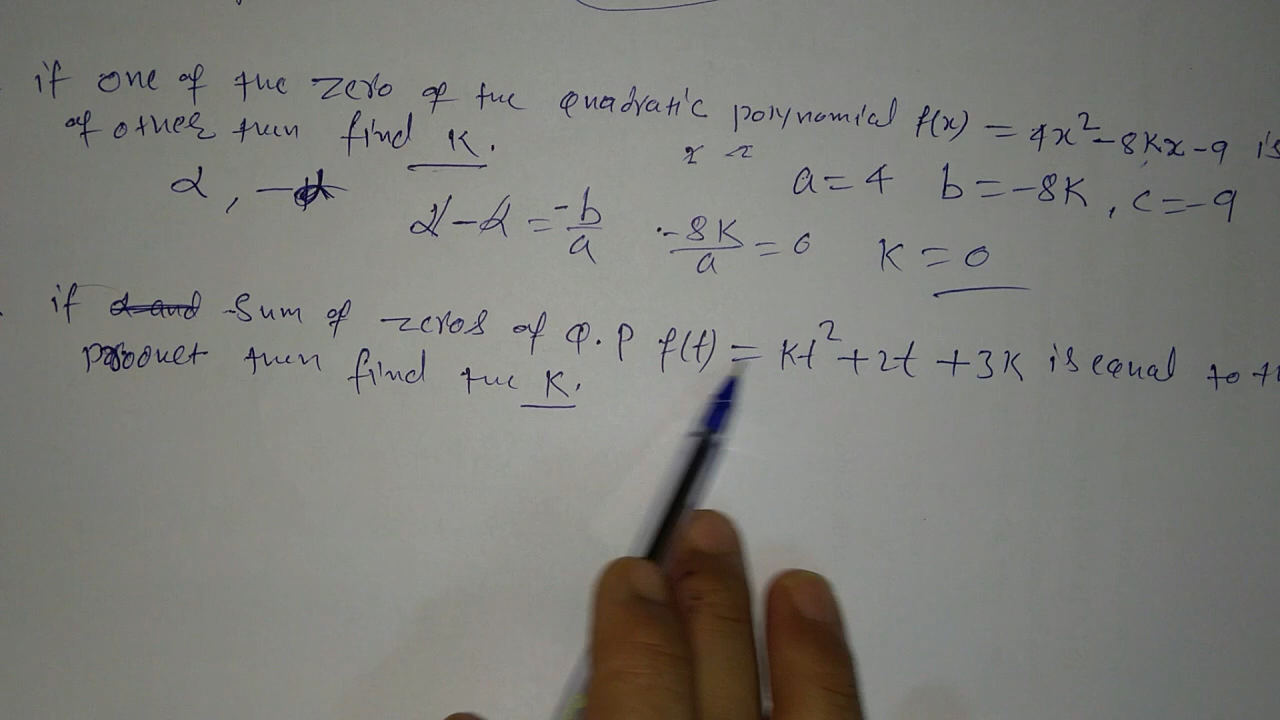 if one of the zero of the quadratic polynomial f(x) = 4x²-8Kx-9 is
of other then find K.
α, -α
a=4 b=-8K, c=-9
α-α = -b/a -8K/a = 0 K=0
if α and Sum of zeros of Q.P f(t) = Kt²+2t+3K is equal to th
product then find the K.